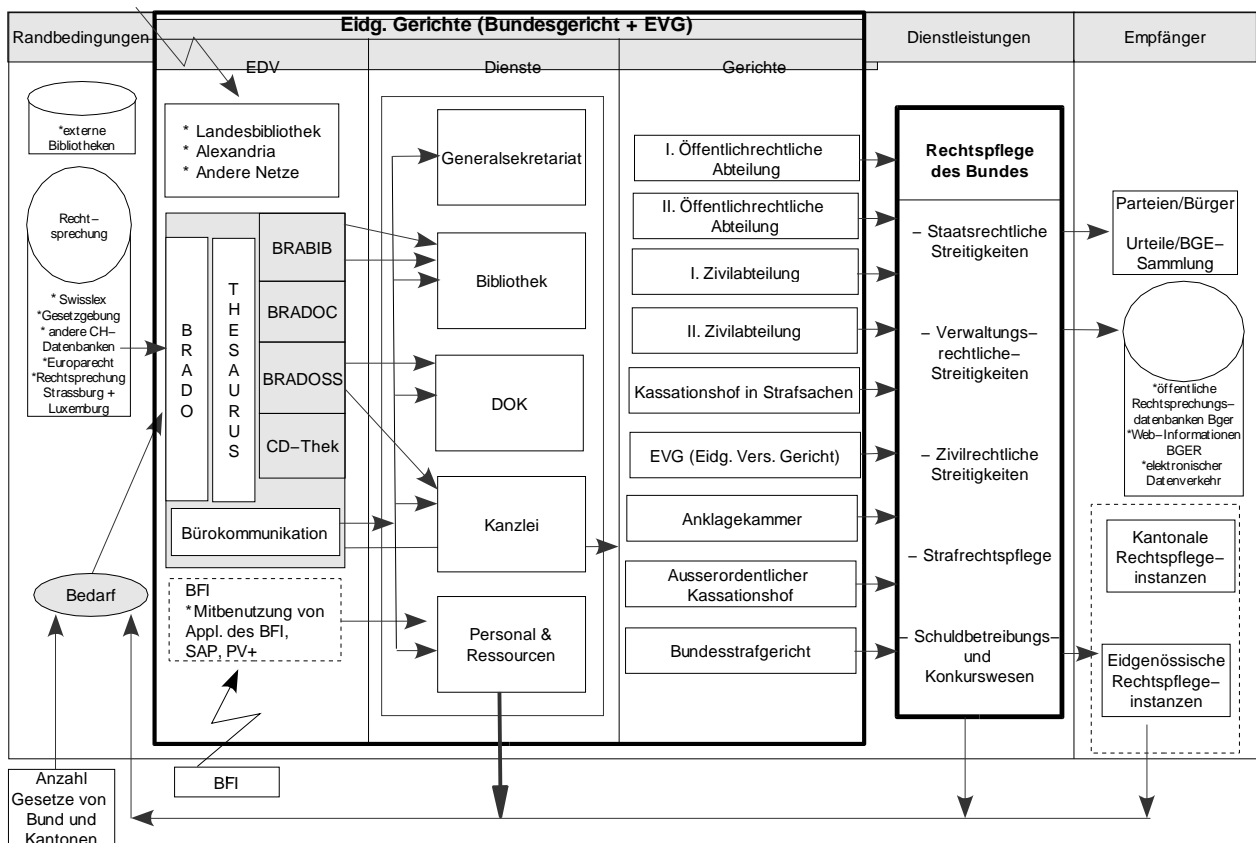 Eidg. Gerichte (Bundesgericht + EVG)
Randbedingungen
Dienstleistungen
Empfänger
EDV
Dienste
Gerichte
*externe
Bibliotheken
Recht–
sprechung
* Swisslex
*Gesetzgebung
* andere CH–
Datenbanken
*Europarecht
*Rechtsprechung
Strassburg +
Luxemburg
Bedarf
Anzahl
Gesetze von
Bund und
Kantonen
* Landesbibliothek
* Alexandria
* Andere Netze
BRADO
THESAURUS
BRABIB
BRADOC
BRADOSS
CD–Thek
Bürokommunikation
BFI
*Mitbenutzung von
Appl. des BFI,
SAP, PV+
BFI
Generalsekretariat
Bibliothek
DOK
Kanzlei
Personal &
Ressourcen
I. Öffentlichrechtliche
Abteilung
II. Öffentlichrechtliche
Abteilung
I. Zivilabteilung
II. Zivilabteilung
Kassationshof in Strafsachen
EVG (Eidg. Vers. Gericht)
Anklagekammer
Ausserordentlicher
Kassationshof
Bundesstrafgericht
Rechtspflege
des Bundes
– Staatsrechtliche
Streitigkeiten
– Verwaltungs–
rechtliche–
Streitigkeiten
– Zivilrechtliche
Streitigkeiten
– Strafrechtspflege
– Schuldbetreibungs–
und
Konkurswesen
Parteien/Bürger
Urteile/BGE–
Sammlung
*öffentliche
Rechtsprechungs–
datenbanken Bger
*Web–Informationen
BGER
*elektronischer
Datenverkehr
Kantonale
Rechtspflege–
instanzen
Eidgenössische
Rechtspflege–
instanzen